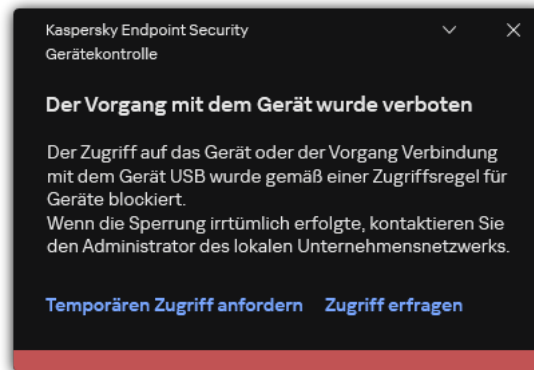 Kaspersky Endpoint Security
Gerätekontrolle
Der Vorgang mit dem Gerät wurde verboten
Der Zugriff auf das Gerät oder der Vorgang Verbindung
mit dem Gerät USB wurde gemäß einer Zugriffsregel für
Geräte blockiert.
Wenn die Sperrung irrtümlich erfolgte, kontaktieren Sie
den Administrator des lokalen Unternehmensnetzwerks.
Temporären Zugriff anfordern Zugriff erfragen